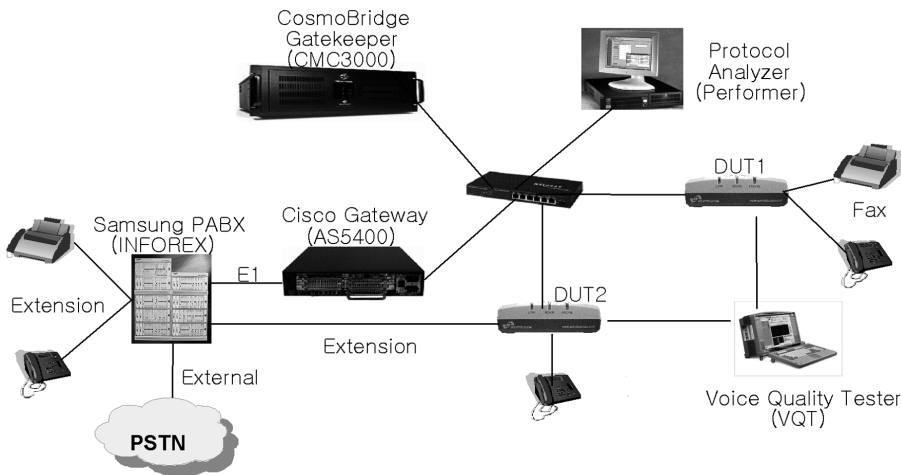 CosmoBridge
Gatekeeper
(CMC3000)
Protocol
Analyzer
(Performer)
DUT1
Fax
Samsung PABX
(INFOREX)
Cisco Gateway
(AS5400)
E1
Extension
DUT2
Extension
External
Voice Quality Tester
(VQT)
PSTN